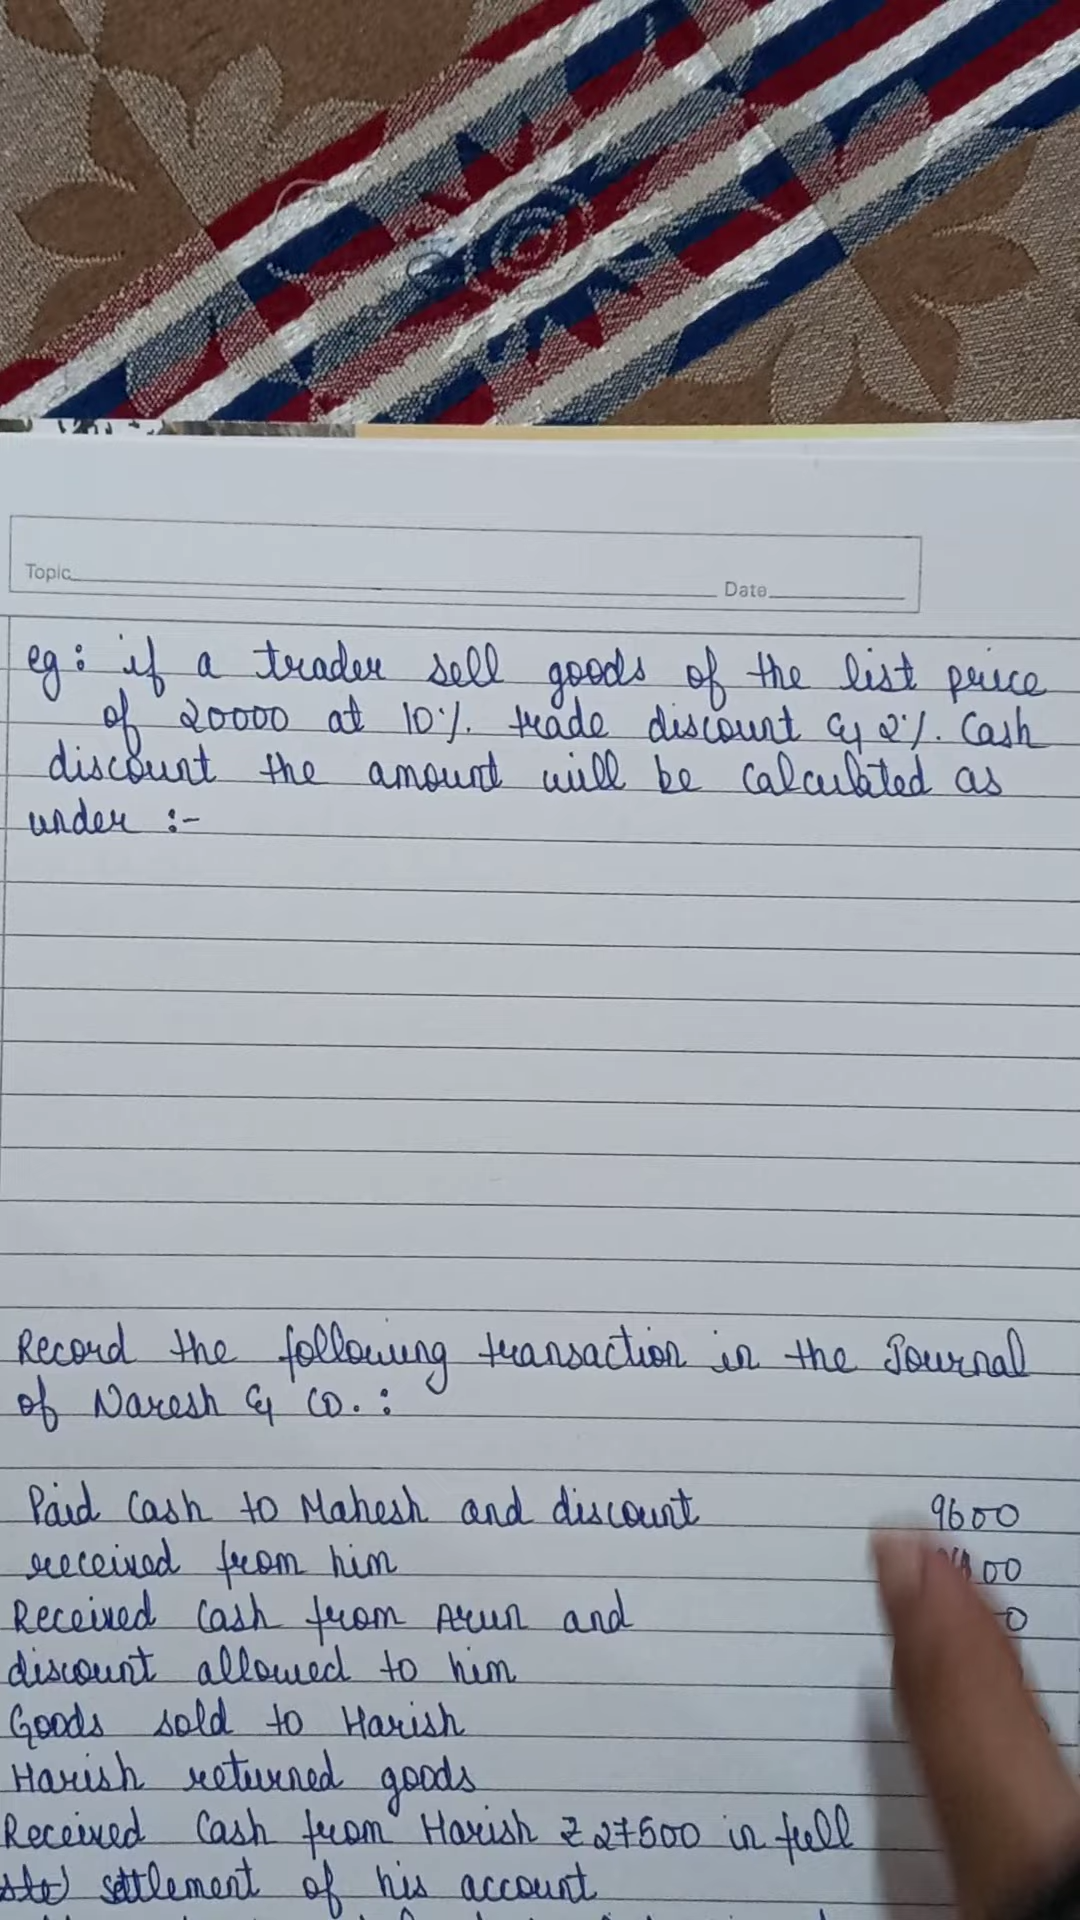 Topic Date
eg: if a trader sell goods of the list price
of 20000 at 10%. trade discount & 2%. Cash
discount the amount will be calculated as
under :-
Record the following transaction in the Journal
of Naresh & co. :
Paid Cash to Mahesh and discount 9600
received from him 00
Received Cash from Arun and 0
discount allowed to him
Goods sold to Harish
Harish returned goods
Received Cash from Harish ₹27500 in full
settlement of his account